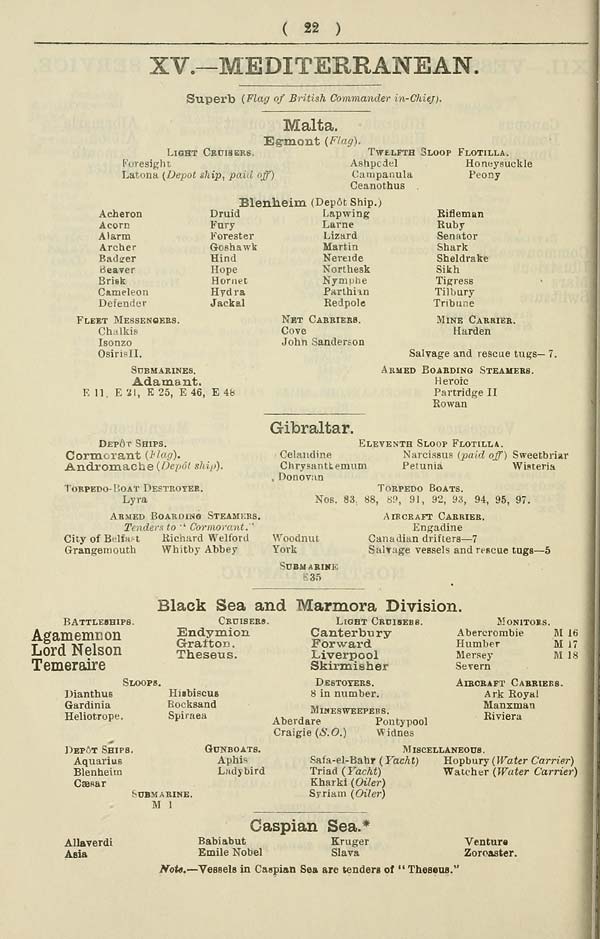 ( 22 )
XV.—MEDITERRANEAN.
Superb (Flag of British Commander in-Chief).
Malta.
Egmont (Flag).
LIGHT CRUISERS. TWELFTH SLOOP FLOTILLA.
Foresight Ashpodel Honeysuckle
Latona (Depot ship, paid off) Campanula Peony
Ceanothus
Blenheim (Depôt Ship.)
Acheron Druid Lapwing Rifleman
Acorn Fury Larne Ruby
Alarm Forester Lizard Senator
Archer Goshawk Martin Shark
Badger Hind Nereide Sheldrake
Beaver Hope Northesk Sikh
Brisk Hornet Nymphe Tigress
Cameleon Hydra Parthian Tilbury
Defender Jackal Redpole Tribune
FLEET MESSENGERS. NET CARRIERS. MINE CARRIER.
Chalkis Cove Harden
Isonzo John Sanderson
OsirisII. Salvage and rescue tugs—7.
SUBMARINES. ARMED BOARDING STEAMERS.
Adamant. Heroic
E 11, E 21, E 25, E 46, E 48 Partridge II
Rowan
Gibraltar.
DEPÔT SHIPS. ELEVENTH SLOOP FLOTILLA.
Cormorant (Flag). Celandine Narcissus (paid off) Sweetbriar
Andromache (Depôt ship). Chrysanttemum Petunia Wisteria
Donovan
TORPEDO-BOAT DESTROYER. TORPEDO BOATS.
Lyra Nos. 83, 88, 89, 91, 92, 93, 94, 95, 97.
ARMED BOARDING STEAMERS. AIRCRAFT CARRIER.
Tenders to "Cormorant." Engadine
City of Belfast Richard Welford Woodnut Canadian drifters—7
Grangemouth Whitby Abbey York Salvage vessels and rescue tugs—5
SUBMARINE
E35
Black Sea and Marmora Division.
BATTLESHIPS. CRUISERS. LIGHT CRUISERS. MONITORS.
Agamemnon Endymion Canterbury Abercrombie M 16
Lord Nelson Grafton. Forward Humber M 17
Temeraire Theseus. Liverpool Mersey M 18
Skirmisher Severn
SLOOPS. DESTOYERS. AIRCRAFT CARRIERS.
Dianthus Hisbiscus 8 in number. Ark Royal
Gardinia Rocksand MINESWEEPERS. Manxman
Heliotrope. Spiraea Aberdare Pontypool Riviera
Craigie (S.O.) Widnes
DEPÔT SHIPS. GUNBOATS. MISCELLANEOUS.
Aquarius Aphis Safa-el-Bahr (Yacht) Hopbury (Water Carrier)
Blenheim Ladybird Triad (Yacht) Watcher (Water Carrier)
Cæsar Kharki (Oiler)
SUBMARINE. Syriam (Oiler)
M 1
Caspian Sea.*
Allaverdi Babiabut Kruger Venture
Asia Emile Nobel Slava Zoroaster.
Note.—Vessels in Caspian Sea are tenders of "Theseus."